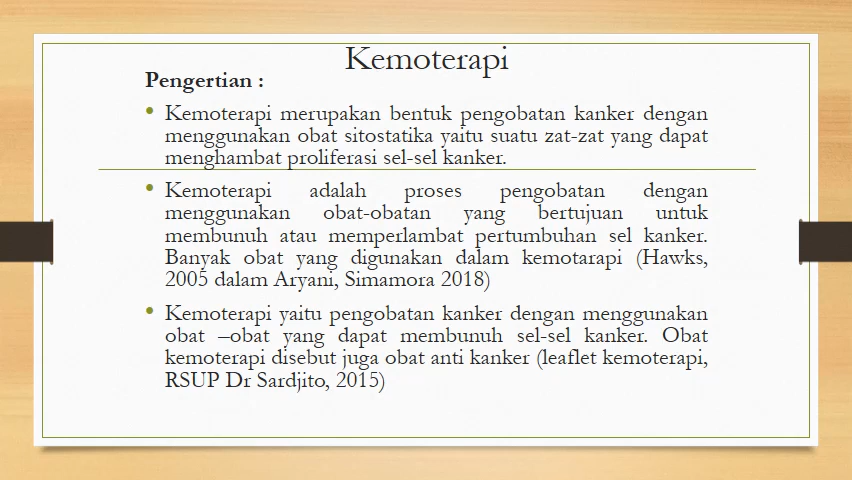 Kemoterapi
Pengertian :
• Kemoterapi merupakan bentuk pengobatan kanker dengan
menggunakan obat sitostatika yaitu suatu zat-zat yang dapat
menghambat proliferasi sel-sel kanker.
• Kemoterapi adalah proses pengobatan dengan
menggunakan obat-obatan yang bertujuan untuk
membunuh atau memperlambat pertumbuhan sel kanker.
Banyak obat yang digunakan dalam kemotarapi (Hawks,
2005 dalam Aryani, Simamora 2018)
• Kemoterapi yaitu pengobatan kanker dengan menggunakan
obat –obat yang dapat membunuh sel-sel kanker. Obat
kemoterapi disebut juga obat anti kanker (leaflet kemoterapi,
RSUP Dr Sardjito, 2015)